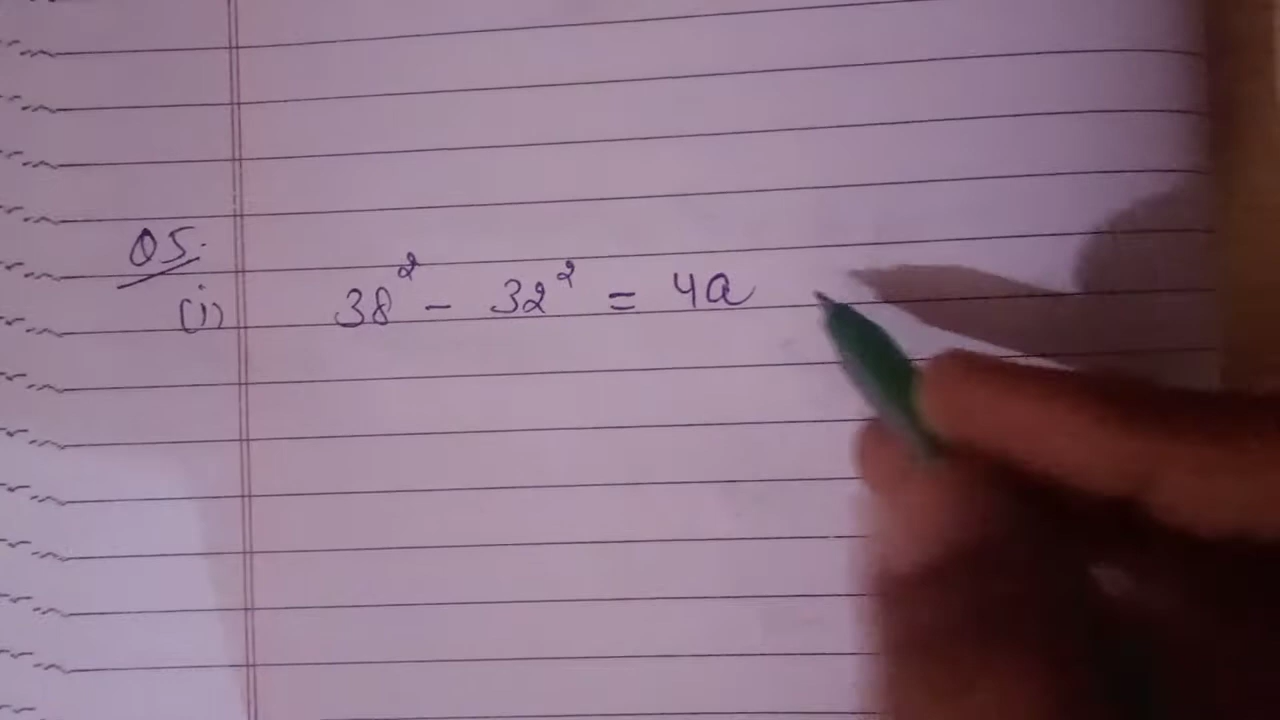 Q5.
(i) 38² - 32² = 4a